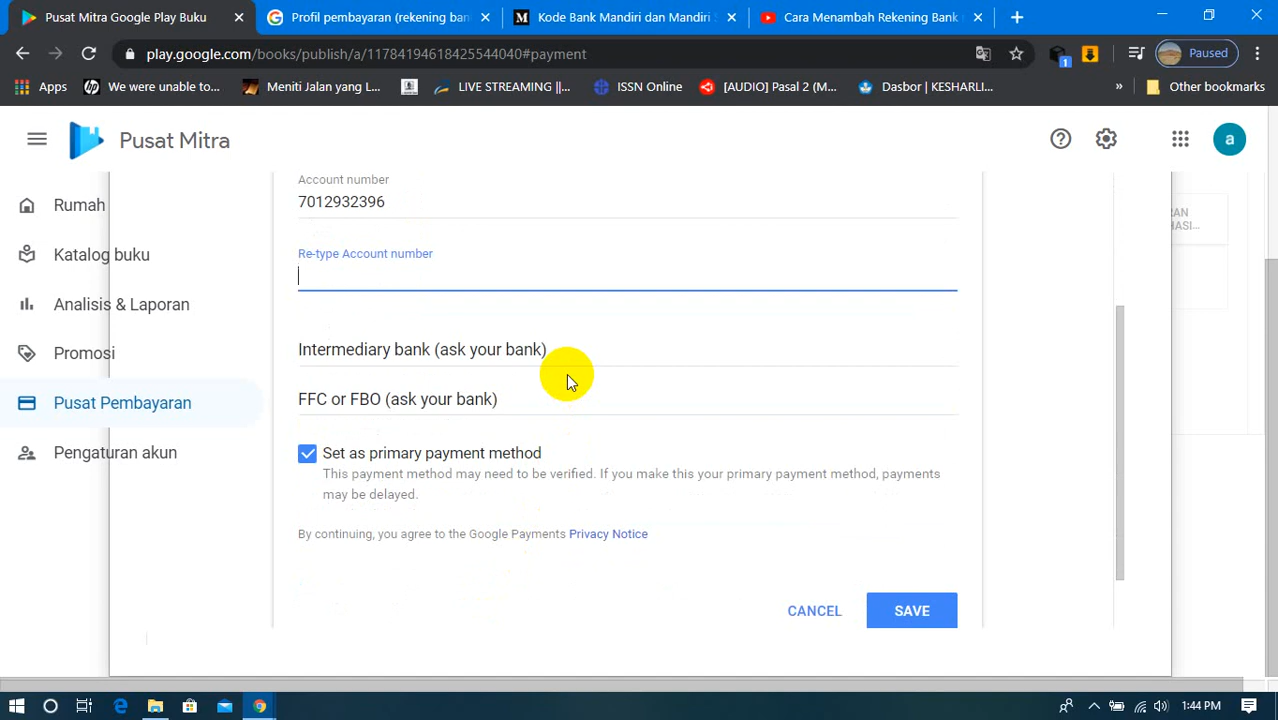 Pusat Mitra Google Play Buku
Profil pembayaran (rekening ban
Kode Bank Mandiri dan Mandiri S
Cara Menambah Rekening Bank
play.google.com/books/publish/a/11784194618425544040#payment
1
Paused
Apps
We were unable to...
Meniti Jalan yang L...
LIVE STREAMING ||...
ISSN Online
[AUDIO] Pasal 2 (M...
Dasbor | KESHARLI...
»
Other bookmarks
Pusat Mitra
a
Rumah
Katalog buku
Analisis & Laporan
Promosi
Pusat Pembayaran
Pengaturan akun
Account number
7012932396
Re-type Account number
Intermediary bank (ask your bank)
FFC or FBO (ask your bank)
Set as primary payment method
This payment method may need to be verified. If you make this your primary payment method, payments
may be delayed.
By continuing, you agree to the Google Payments Privacy Notice
CANCEL
SAVE
RAN
HASI...
1:44 PM